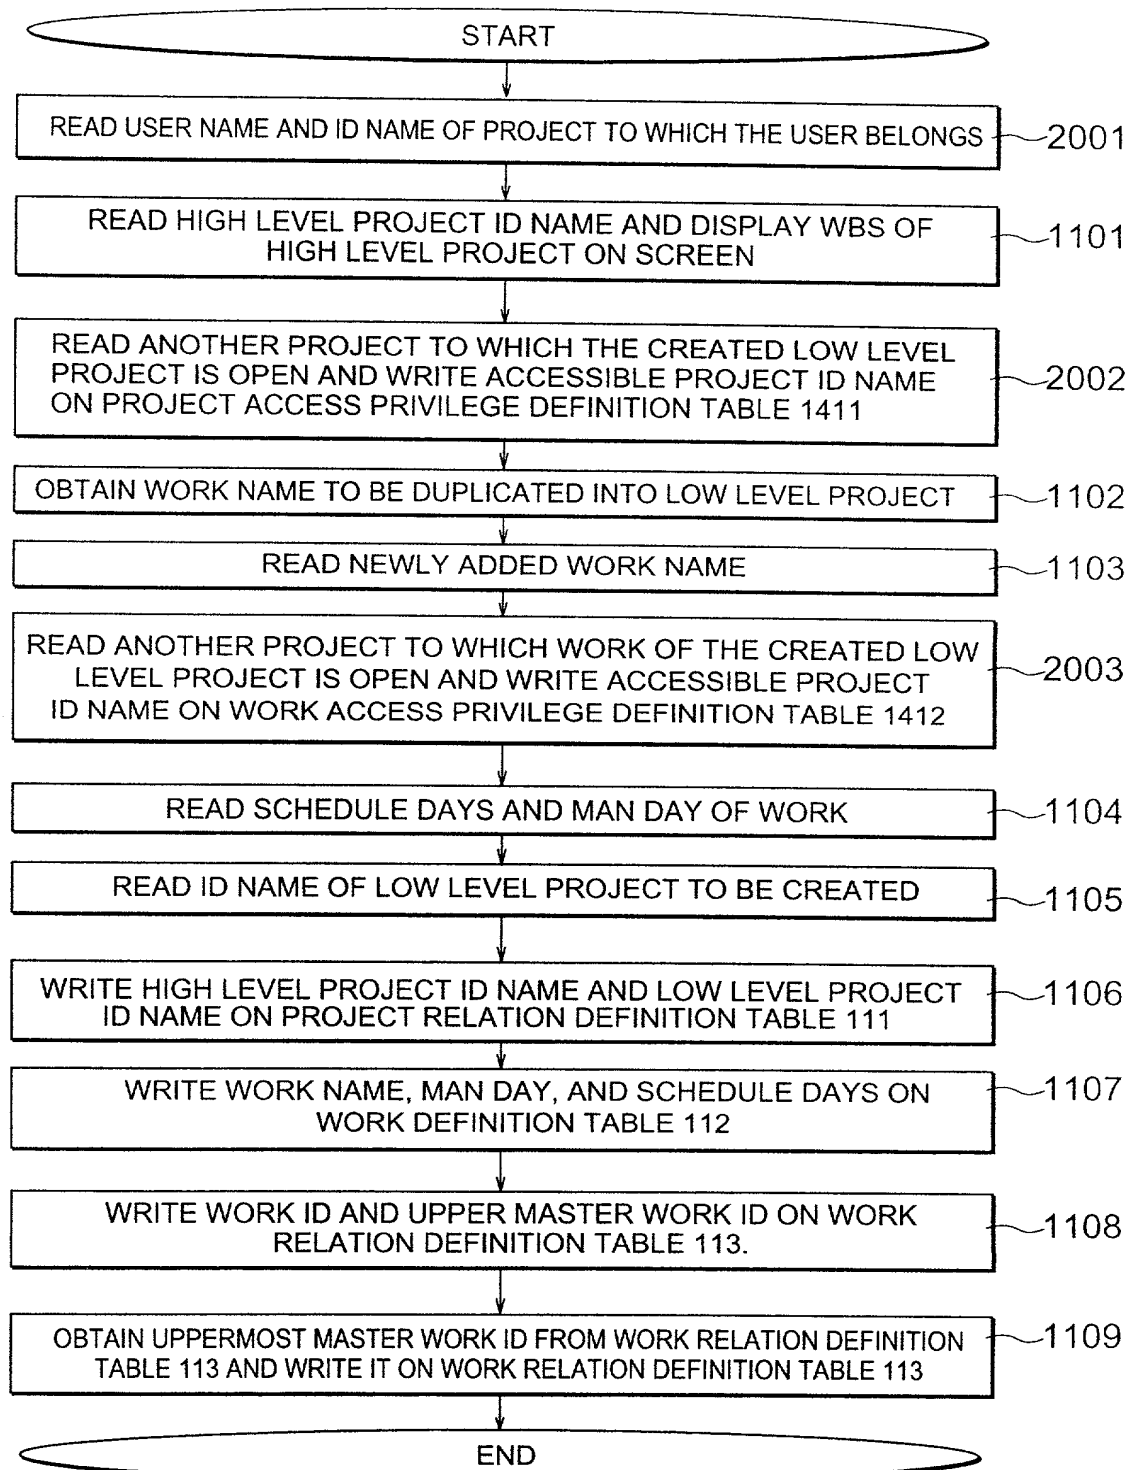 START
READ USER NAME AND ID NAME OF PROJECT TO WHICH THE USER BELONGS
2001
READ HIGH LEVEL PROJECT ID NAME AND DISPLAY WBS OF
HIGH LEVEL PROJECT ON SCREEN
1101
READ ANOTHER PROJECT TO WHICH THE CREATED LOW LEVEL
PROJECT IS OPEN AND WRITE ACCESSIBLE PROJECT ID NAME
ON PROJECT ACCESS PRIVILEGE DEFINITION TABLE 1411
2002
OBTAIN WORK NAME TO BE DUPLICATED INTO LOW LEVEL PROJECT
1102
READ NEWLY ADDED WORK NAME
1103
READ ANOTHER PROJECT TO WHICH WORK OF THE CREATED LOW
LEVEL PROJECT IS OPEN AND WRITE ACCESSIBLE PROJECT
ID NAME ON WORK ACCESS PRIVILEGE DEFINITION TABLE 1412
2003
READ SCHEDULE DAYS AND MAN DAY OF WORK
1104
READ ID NAME OF LOW LEVEL PROJECT TO BE CREATED
1105
WRITE HIGH LEVEL PROJECT ID NAME AND LOW LEVEL PROJECT
ID NAME ON PROJECT RELATION DEFINITION TABLE 111
1106
WRITE WORK NAME, MAN DAY, AND SCHEDULE DAYS ON
WORK DEFINITION TABLE 112
1107
WRITE WORK ID AND UPPER MASTER WORK ID ON WORK
RELATION DEFINITION TABLE 113.
1108
OBTAIN UPPERMOST MASTER WORK ID FROM WORK RELATION DEFINITION
TABLE 113 AND WRITE IT ON WORK RELATION DEFINITION TABLE 113
1109
END